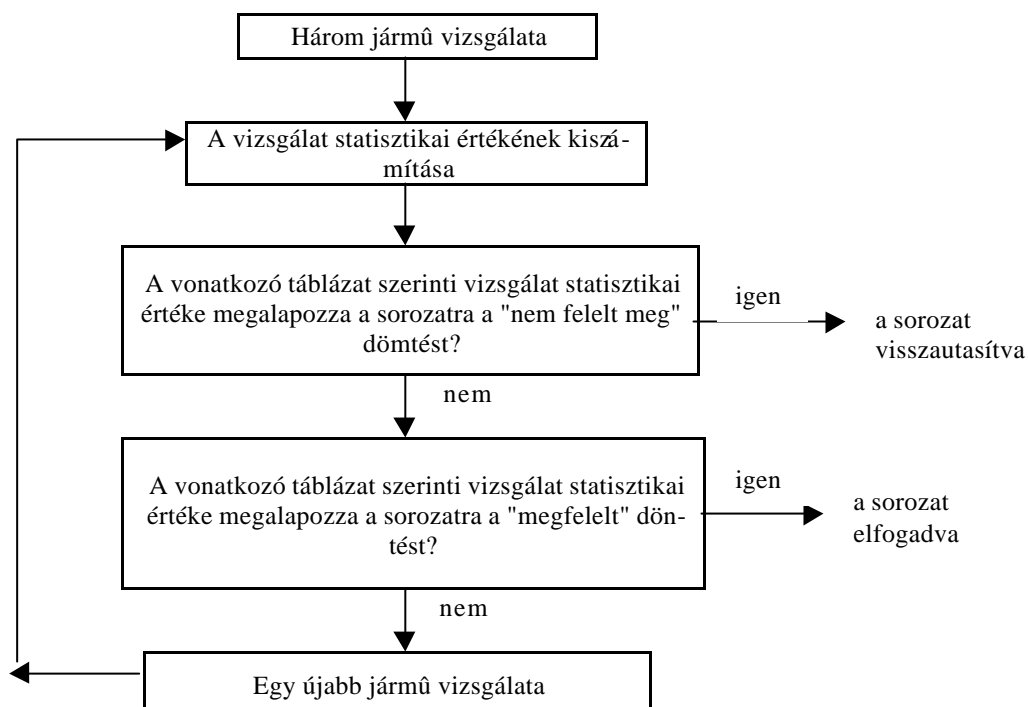 Három jármû vizsgálata
A vizsgálat statisztikai értékének kiszá-
mítása
A vonatkozó táblázat szerinti vizsgálat statisztikai
értéke megalapozza a sorozatra a "nem felelt meg"
dömtést?
igen
a sorozat
visszautasítva
nem
A vonatkozó táblázat szerinti vizsgálat statisztikai
értéke megalapozza a sorozatra a "megfelelt" dön-
tést?
igen
a sorozat
elfogadva
nem
Egy újabb jármû vizsgálata